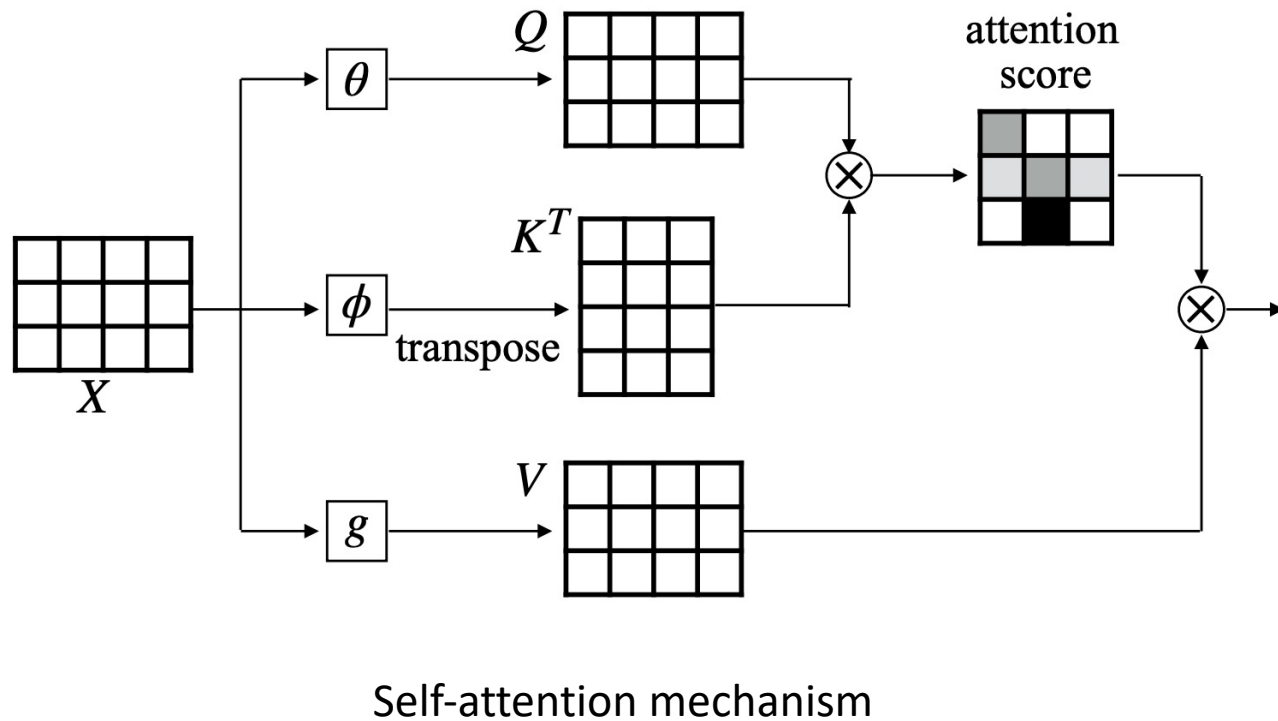 Q
attention
score
θ
K^T
ϕ
transpose
X
V
g
Self-attention mechanism